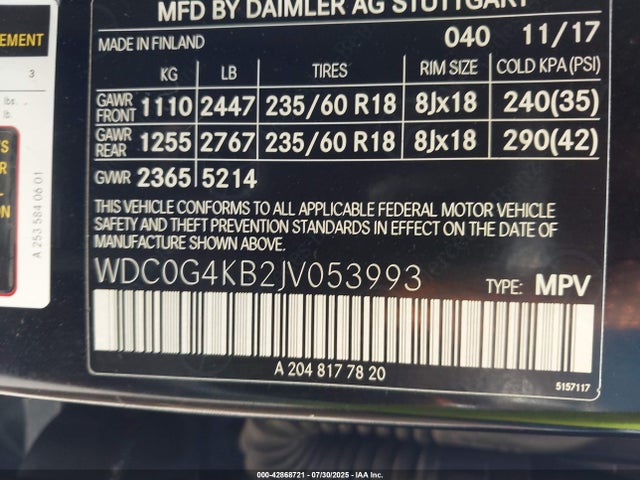 MFD BY DAIMLER AG STUTTGART
MADE IN FINLAND 040 11/17
KG LB TIRES RIM SIZE COLD KPA (PSI)
GAWR FRONT 1110 2447 235/60 R18 8Jx18 240(35)
GAWR REAR 1255 2767 235/60 R18 8Jx18 290(42)
GVWR 2365 5214
THIS VEHICLE CONFORMS TO ALL APPLICABLE FEDERAL MOTOR VEHICLE
SAFETY AND THEFT PREVENTION STANDARDS IN EFFECT ON THE DATE OF
MANUFACTURE SHOWN ABOVE.
WDC0G4KB2JV053993 TYPE: MPV
A 204 817 78 20
5157117
EMENT
3
lbs.
lb.
S
R
ON
A 253 584 06 01
000-42868721 - 07/30/2025 - IAA Inc.